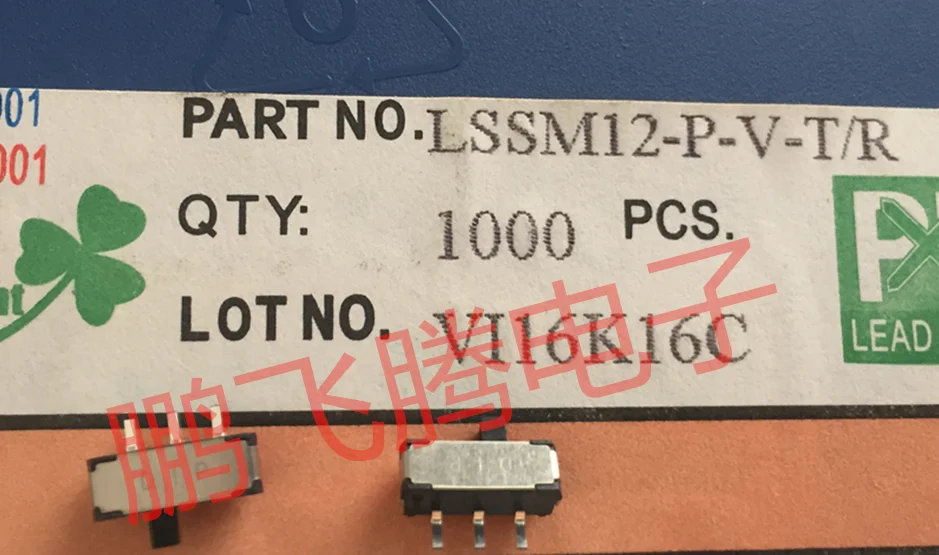 001
001
PART NO. LSSM12-P-V-T/R
QTY: 1000 PCS.
LOT NO. VI16K16C
LEAD
鹏飞腾电子